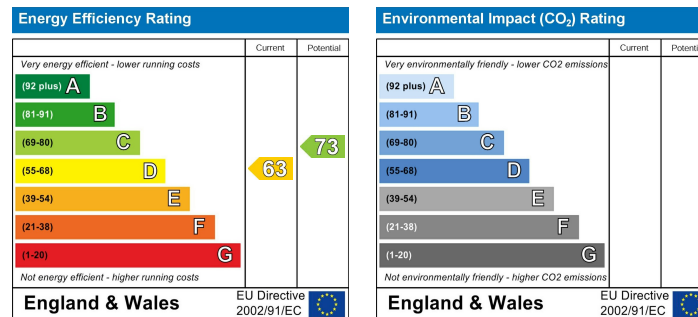 Energy Efficiency Rating
Current Potential
Very energy efficient - lower running costs
(92 plus) A
(81-91) B
(69-80) C
73
(55-68) D
63
(39-54) E
(21-38) F
(1-20) G
Not energy efficient - higher running costs
England & Wales
EU Directive
2002/91/EC
Environmental Impact (CO₂) Rating
Current Potenti
Very environmentally friendly - lower CO2 emissions
(92 plus) A
(81-91) B
(69-80) C
(55-68) D
(39-54) E
(21-38) F
(1-20) G
Not environmentally friendly - higher CO2 emissions
England & Wales
EU Directive
2002/91/EC